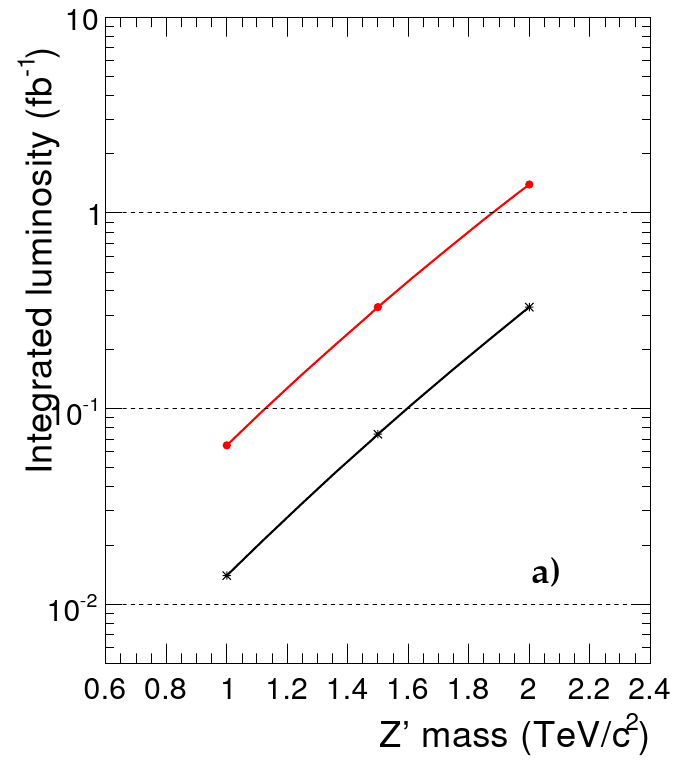 Integrated luminosity (fb⁻¹)
10
1
10⁻¹
10⁻²
a)
0.6 0.8 1 1.2 1.4 1.6 1.8 2 2.2 2.4
Z' mass (TeV/c²)